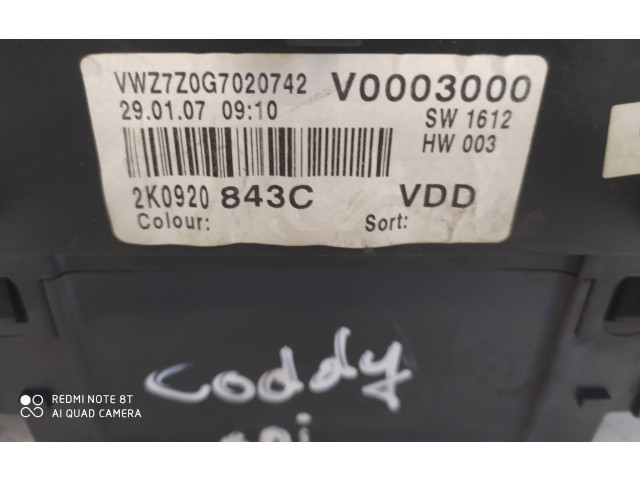 VWZ7Z0G7020742 V0003000
29.01.07 09:10 SW 1612
HW 003
2K0920 843C VDD
Colour: Sort:
coddy
REDMI NOTE 8T
AI QUAD CAMERA